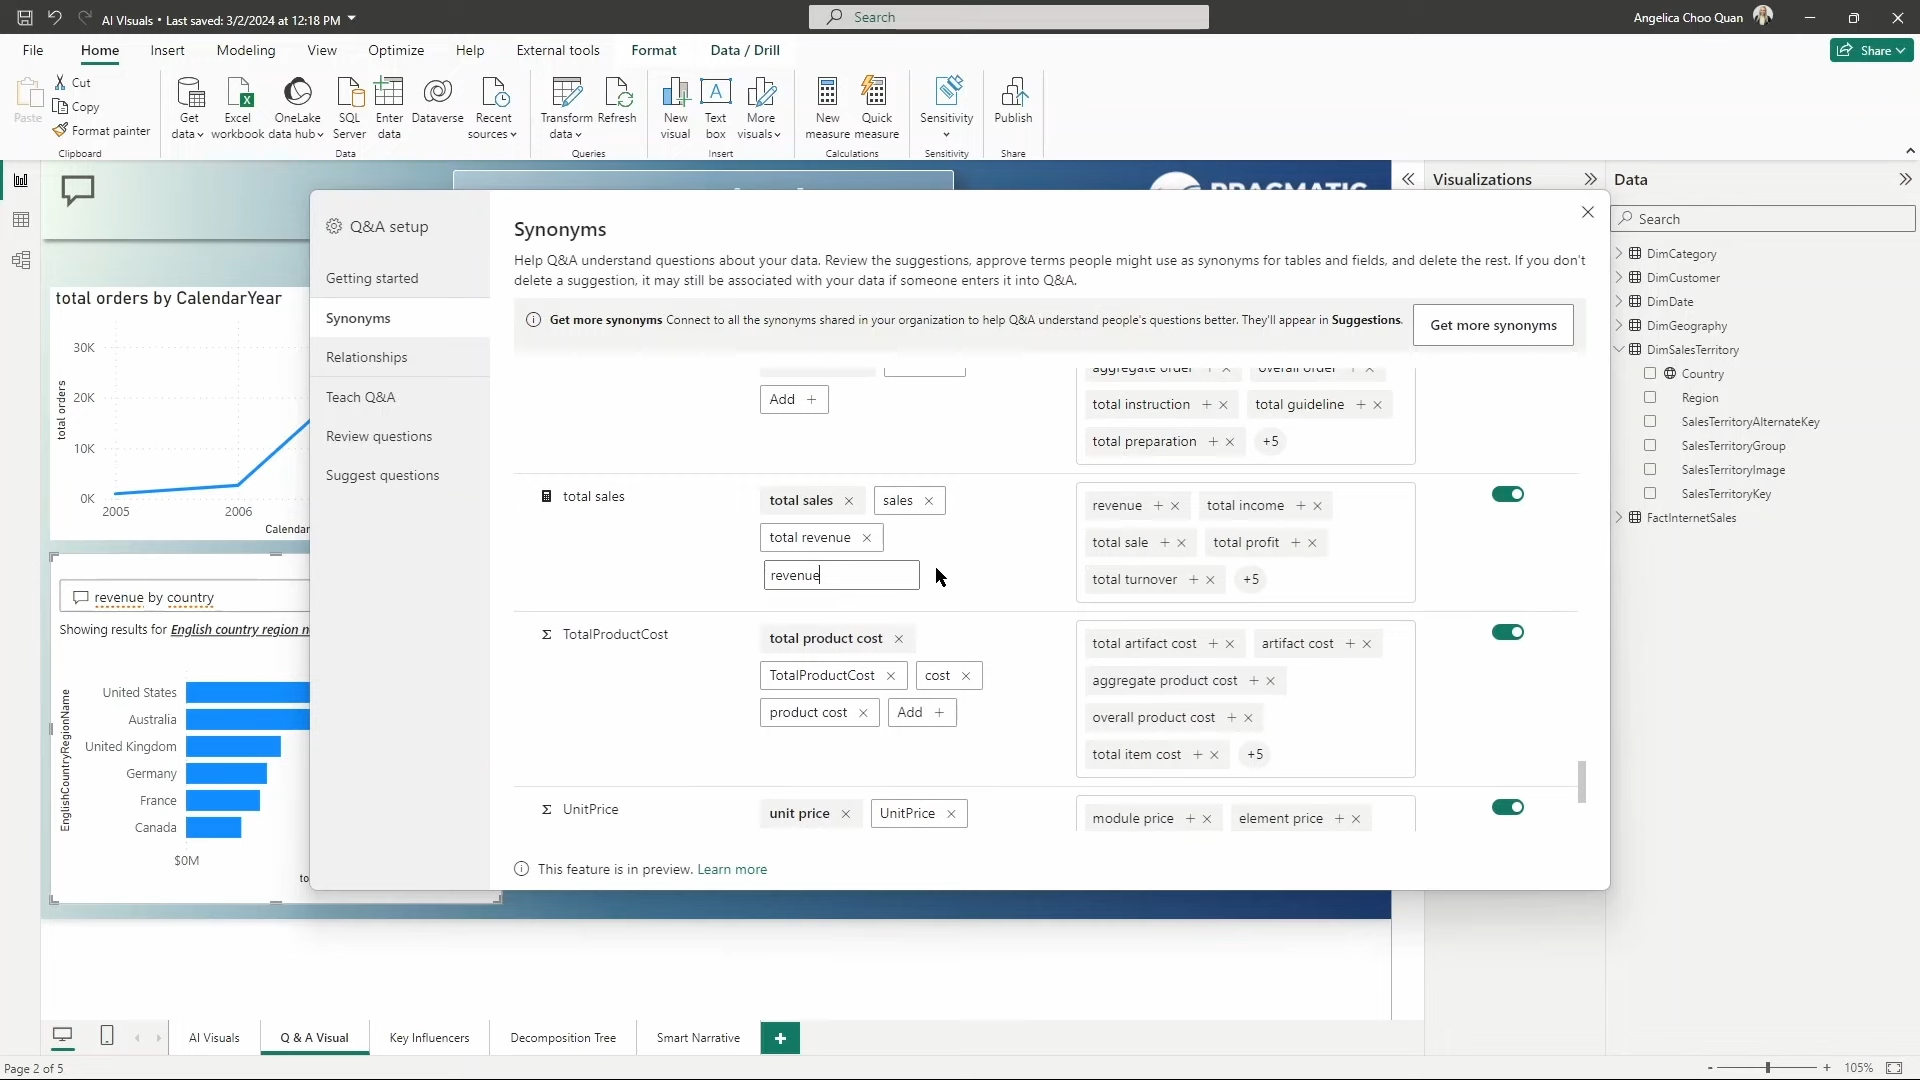 AI VIsuals • Last saved: 3/2/2024 at 12:18 PM
Search
Angelica Choo Quan
File Home Insert Modeling View Optimize Help External tools Format Data / Drill
Share
Paste
Cut
Copy
Format painter
Clipboard
Get data
Excel workbook
OneLake data hub
SQL Server
Enter data
Dataverse
Recent sources
Data
Transform data
Refresh
Queries
New visual
Text box
More visuals
Insert
New measure
Quick measure
Calculations
Sensitivity
Sensitivity
Publish
Share
PRAGMATIC
Visualizations
Data
Search
DimCategory
DimCustomer
DimDate
DimGeography
DimSalesTerritory
Country
Region
SalesTerritoryAlternateKey
SalesTerritoryGroup
SalesTerritoryImage
SalesTerritoryKey
FactInternetSales
total orders by CalendarYear
total orders
30K
20K
10K
0K
2005 2006
Calendar
revenue by country
Showing results for English country region n
EnglishCountryRegionName
United States
Australia
United Kingdom
Germany
France
Canada
$0M
to
Q&A setup
Getting started
Synonyms
Relationships
Teach Q&A
Review questions
Suggest questions
Synonyms
Help Q&A understand questions about your data. Review the suggestions, approve terms people might use as synonyms for tables and fields, and delete the rest. If you don't
delete a suggestion, it may still be associated with your data if someone enters it into Q&A.
Get more synonyms Connect to all the synonyms shared in your organization to help Q&A understand people's questions better. They'll appear in Suggestions.
Get more synonyms
aggregate order overall order
Add
total instruction total guideline
total preparation +5
total sales
total sales sales
total revenue
revenue
revenue total income
total sale total profit
total turnover +5
TotalProductCost
total product cost
TotalProductCost cost
product cost Add
total artifact cost artifact cost
aggregate product cost
overall product cost
total item cost +5
UnitPrice
unit price UnitPrice
module price element price
This feature is in preview. Learn more
AI Visuals Q & A Visual Key Influencers Decomposition Tree Smart Narrative
Page 2 of 5
105%